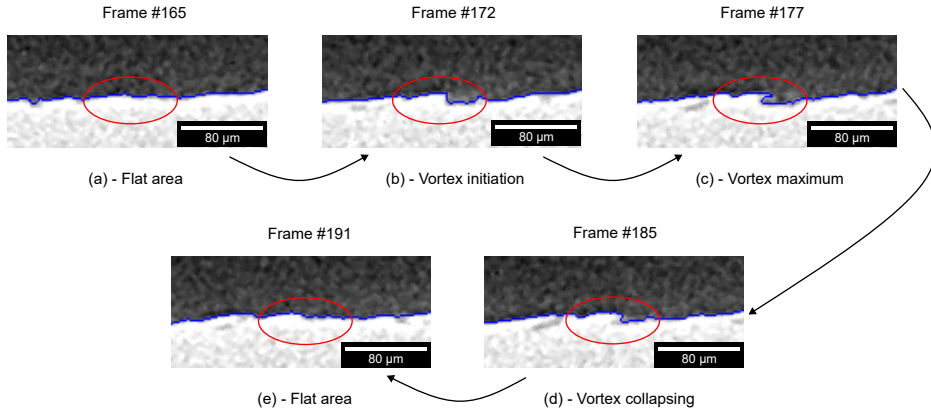 Frame #165
Frame #172
Frame #177
80 µm
80 µm
80 µm
(a) - Flat area
(b) - Vortex initiation
(c) - Vortex maximum
Frame #191
Frame #185
80 µm
80 µm
(e) - Flat area
(d) - Vortex collapsing